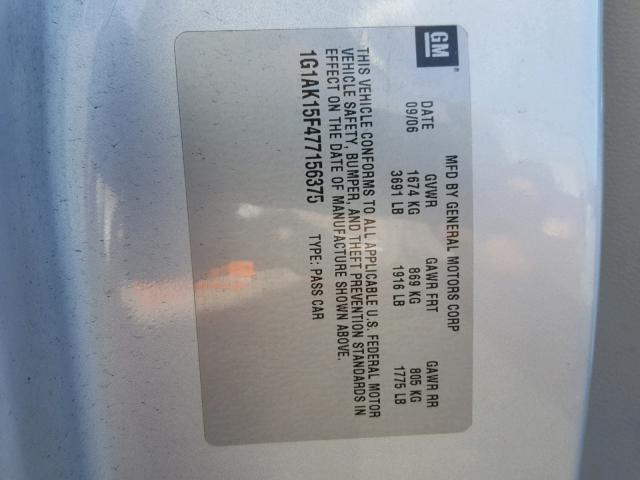 GM
MFD BY GENERAL MOTORS CORP
DATE GVWR GAWR FRT GAWR RR
09/06 1674 KG 869 KG 805 KG
3691 LB 1916 LB 1775 LB
THIS VEHICLE CONFORMS TO ALL APPLICABLE U.S. FEDERAL MOTOR
VEHICLE SAFETY, BUMPER, AND THEFT PREVENTION STANDARDS IN
EFFECT ON THE DATE OF MANUFACTURE SHOWN ABOVE.
1G1AK15F477156375 TYPE: PASS CAR